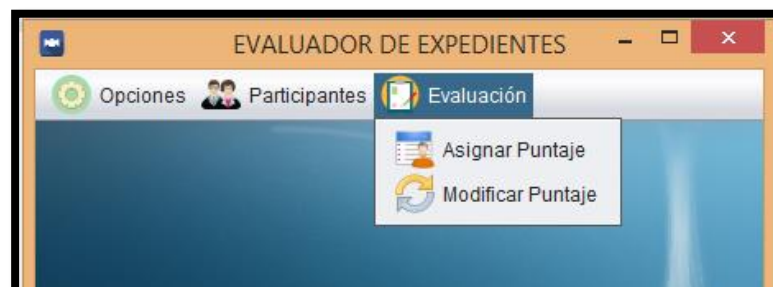 EVALUADOR DE EXPEDIENTES
Opciones Participantes Evaluación
Asignar Puntaje
Modificar Puntaje